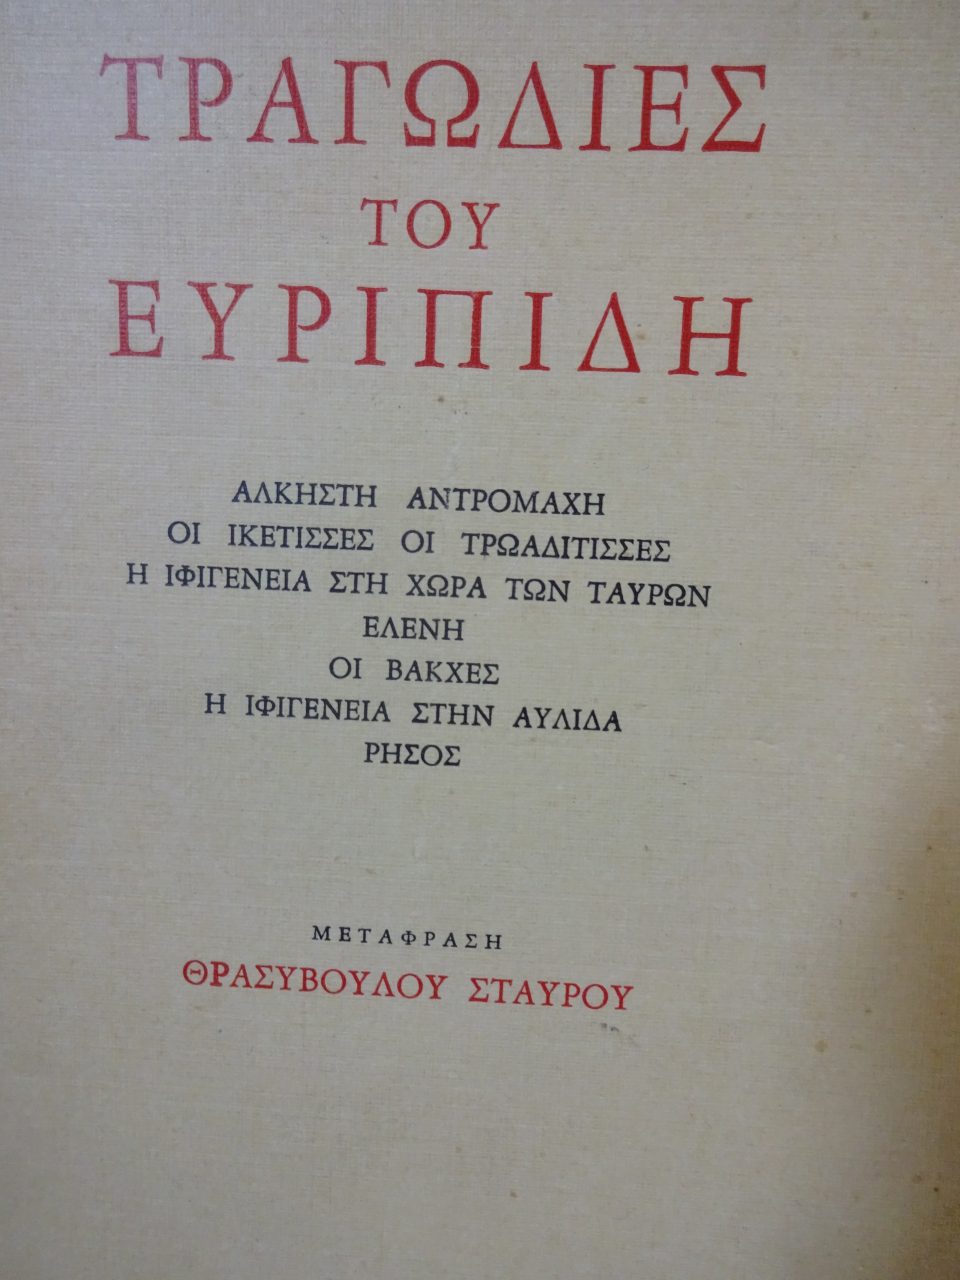 ΤΡΑΓΩΔΙΕΣ
ΤΟΥ
ΕΥΡΙΠΙΔΗ
ΑΛΚΗΣΤΗ ΑΝΤΡΟΜΑΧΗ
ΟΙ ΙΚΕΤΙΣΣΕΣ ΟΙ ΤΡΩΑΔΙΤΙΣΣΕΣ
Η ΙΦΙΓΕΝΕΙΑ ΣΤΗ ΧΩΡΑ ΤΩΝ ΤΑΥΡΩΝ
ΕΛΕΝΗ
ΟΙ ΒΑΚΧΕΣ
Η ΙΦΙΓΕΝΕΙΑ ΣΤΗΝ ΑΥΛΙΔΑ
ΡΗΣΟΣ
ΜΕΤΑΦΡΑΣΗ
ΘΡΑΣΥΒΟΥΛΟΥ ΣΤΑΥΡΟΥ